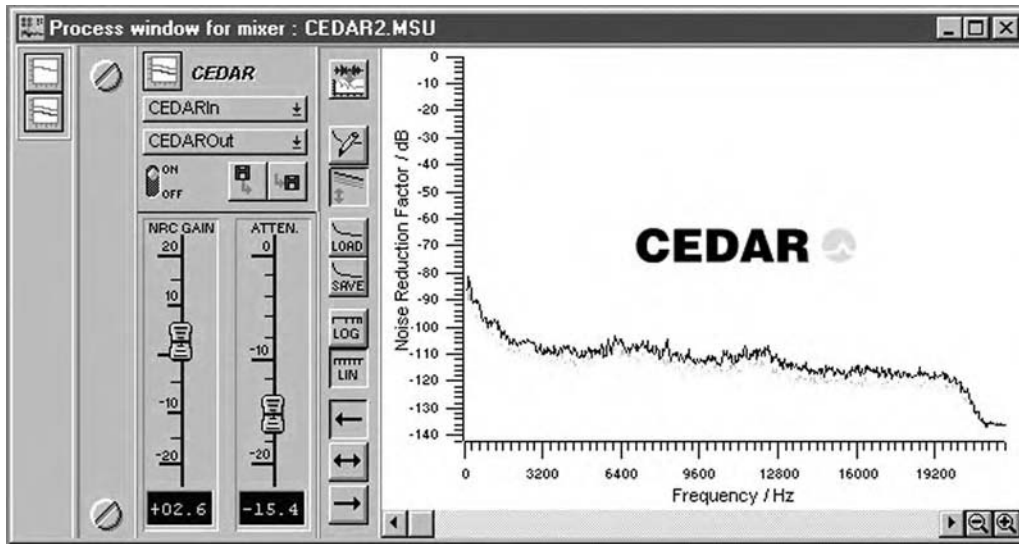 Process window for mixer : CEDAR2.MSU
CEDAR
CEDARIn
CEDAROut
ON
OFF
NRC GAIN
20
10
-10
-20
+02.6
ATTEN.
0
-10
-20
-15.4
LOAD
SAVE
LOG
LIN
Noise Reduction Factor / dB
0
-10
-20
-30
-40
-50
-60
-70
-80
-90
-100
-110
-120
-130
-140
CEDAR
0 3200 6400 9600 12800 16000 19200
Frequency / Hz